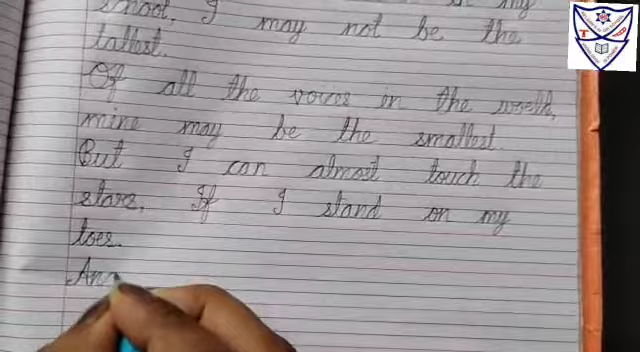 school, I may not be the
tallest.
Of all the voices in the world,
mine may be the smallest.
But I can almost touch the
stars, If I stand on my
toes.
An